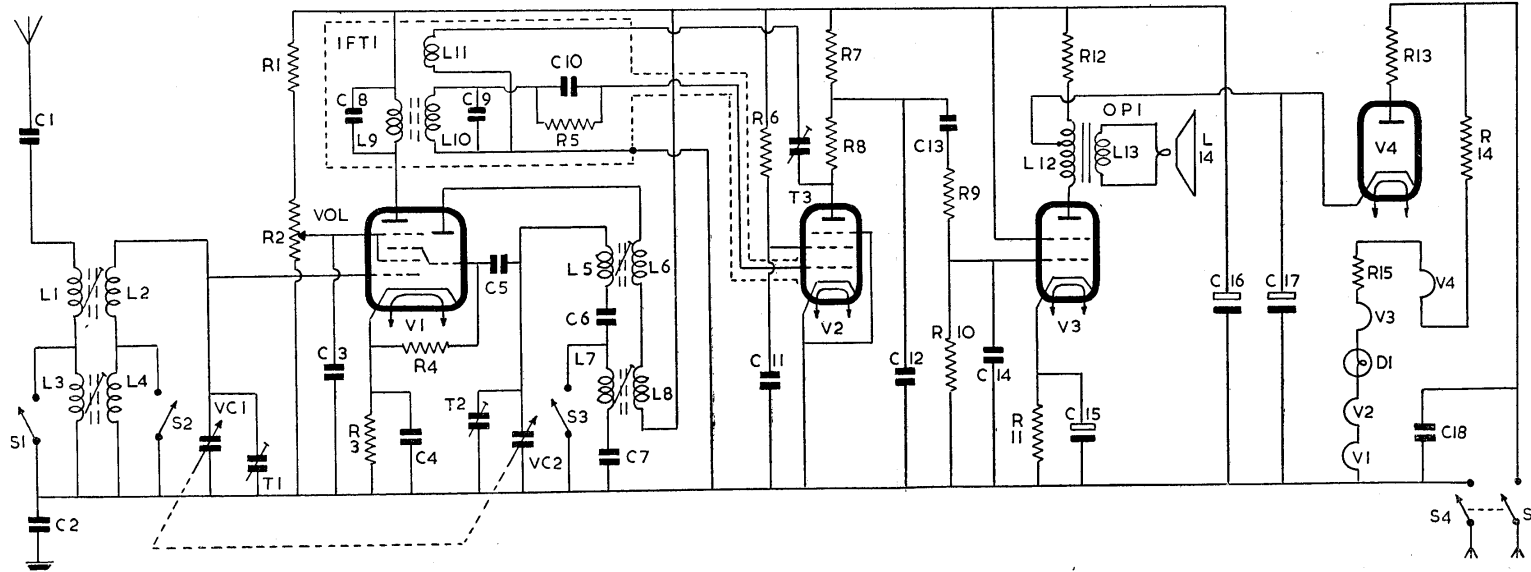 C1
L1
L2
L3
L4
S1
S2
C2
VC1
T1
R1
R2
VOL
C3
IFT1
C8
L9
L10
L11
C9
C10
R5
V1
R4
R3
C4
C5
T2
VC2
L5
L6
C6
L7
L8
S3
C7
R6
T3
C11
R7
R8
V2
C12
C13
R9
R10
C14
R12
OP1
L12
L13
L14
V3
R11
C15
C16
C17
R13
V4
R14
R15
V4
V3
D1
V2
V1
C18
S4
S